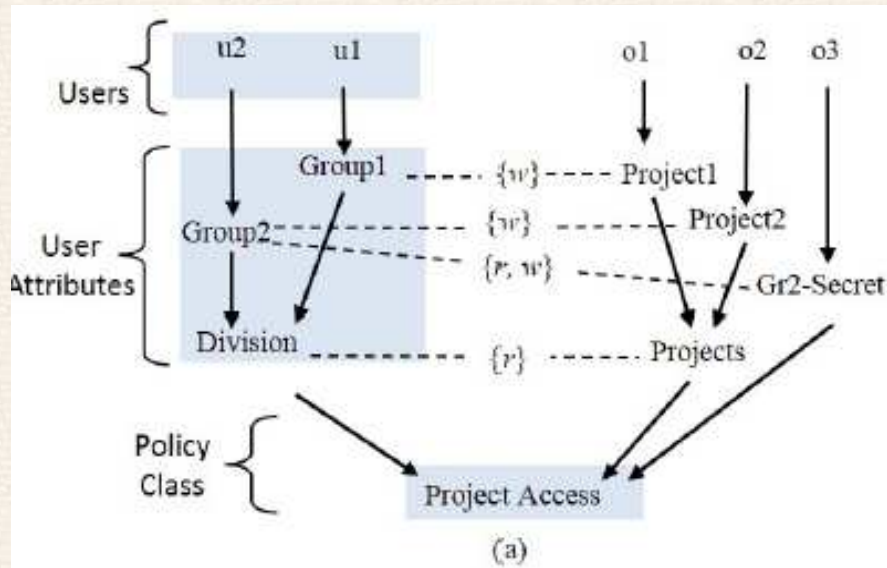 u2 u1 o1 o2 o3
Users
Group1 {w} Project1
Group2 {w} Project2
User
Attributes
{r, w} Gr2-Secret
Division {r} Projects
Policy
Class
Project Access
(a)